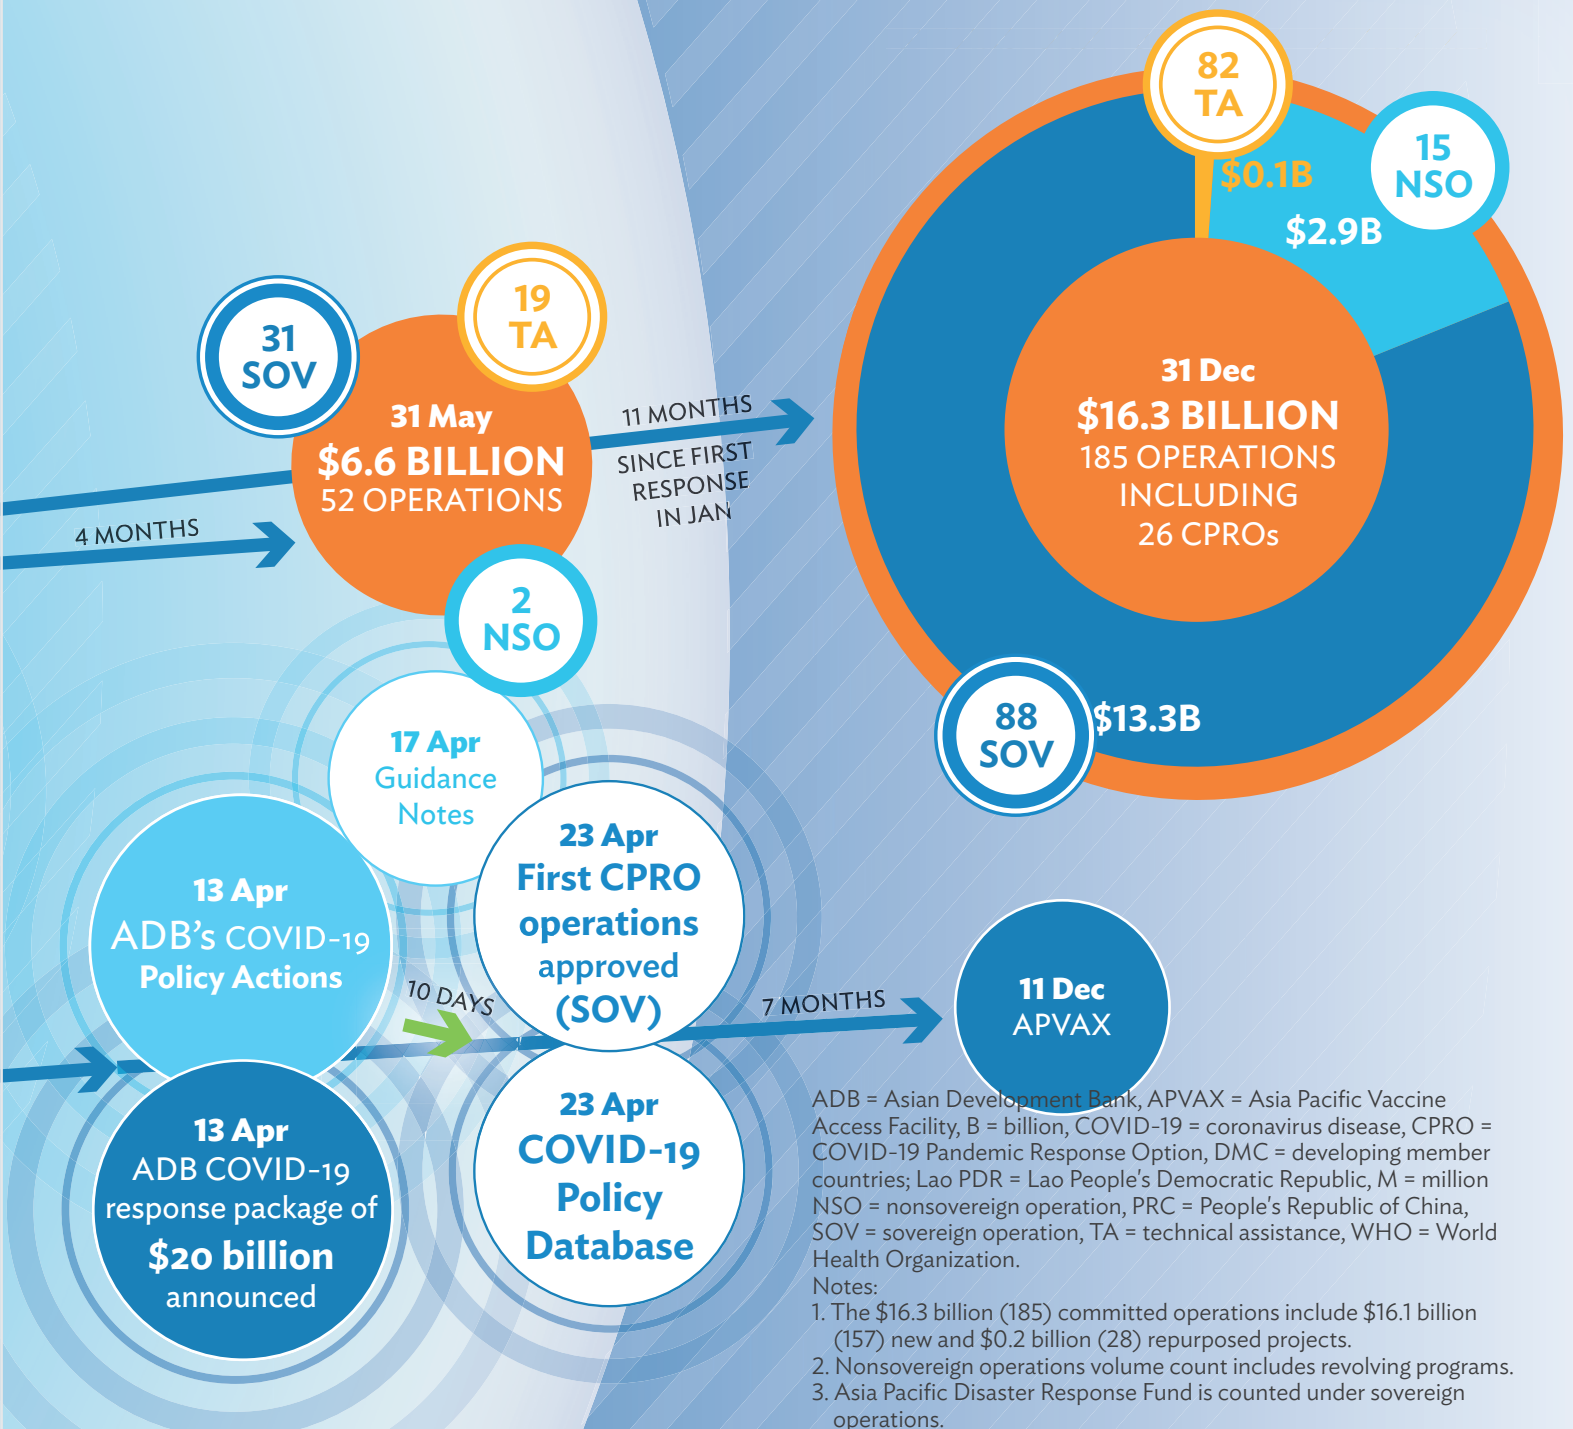 82
TA
$0.1B
15
NSO
$2.9B
31 Dec
$16.3 BILLION
185 OPERATIONS
INCLUDING
26 CPROs
88
SOV
$13.3B
31
SOV
19
TA
31 May
$6.6 BILLION
52 OPERATIONS
2
NSO
4 MONTHS
11 MONTHS
SINCE FIRST
RESPONSE
IN JAN
17 Apr
Guidance
Notes
13 Apr
ADB's COVID-19
Policy Actions
10 DAYS
23 Apr
First CPRO
operations
approved
(SOV)
7 MONTHS
11 Dec
APVAX
13 Apr
ADB COVID-19
response package of
$20 billion
announced
23 Apr
COVID-19
Policy
Database
ADB = Asian Development Bank, APVAX = Asia Pacific Vaccine
Access Facility, B = billion, COVID-19 = coronavirus disease, CPRO =
COVID-19 Pandemic Response Option, DMC = developing member
countries; Lao PDR = Lao People's Democratic Republic, M = million
NSO = nonsovereign operation, PRC = People's Republic of China,
SOV = sovereign operation, TA = technical assistance, WHO = World
Health Organization.
Notes:
1. The $16.3 billion (185) committed operations include $16.1 billion
(157) new and $0.2 billion (28) repurposed projects.
2. Nonsovereign operations volume count includes revolving programs.
3. Asia Pacific Disaster Response Fund is counted under sovereign
operations.